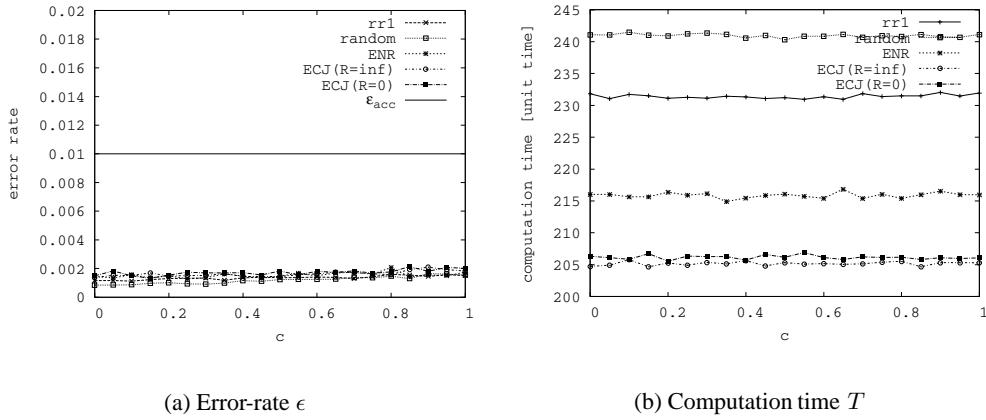 0.02
0.018
0.016
0.014
0.012
0.01
0.008
0.006
0.004
0.002
0
error rate
rr1
random
ENR
ECJ(R=inf)
ECJ(R=0)
ε_acc
0 0.2 0.4 0.6 0.8 1
c
(a) Error-rate ϵ
245
240
235
230
225
220
215
210
205
200
computation time [unit time]
rr1
random
ENR
ECJ(R=inf)
ECJ(R=0)
0 0.2 0.4 0.6 0.8 1
c
(b) Computation time T